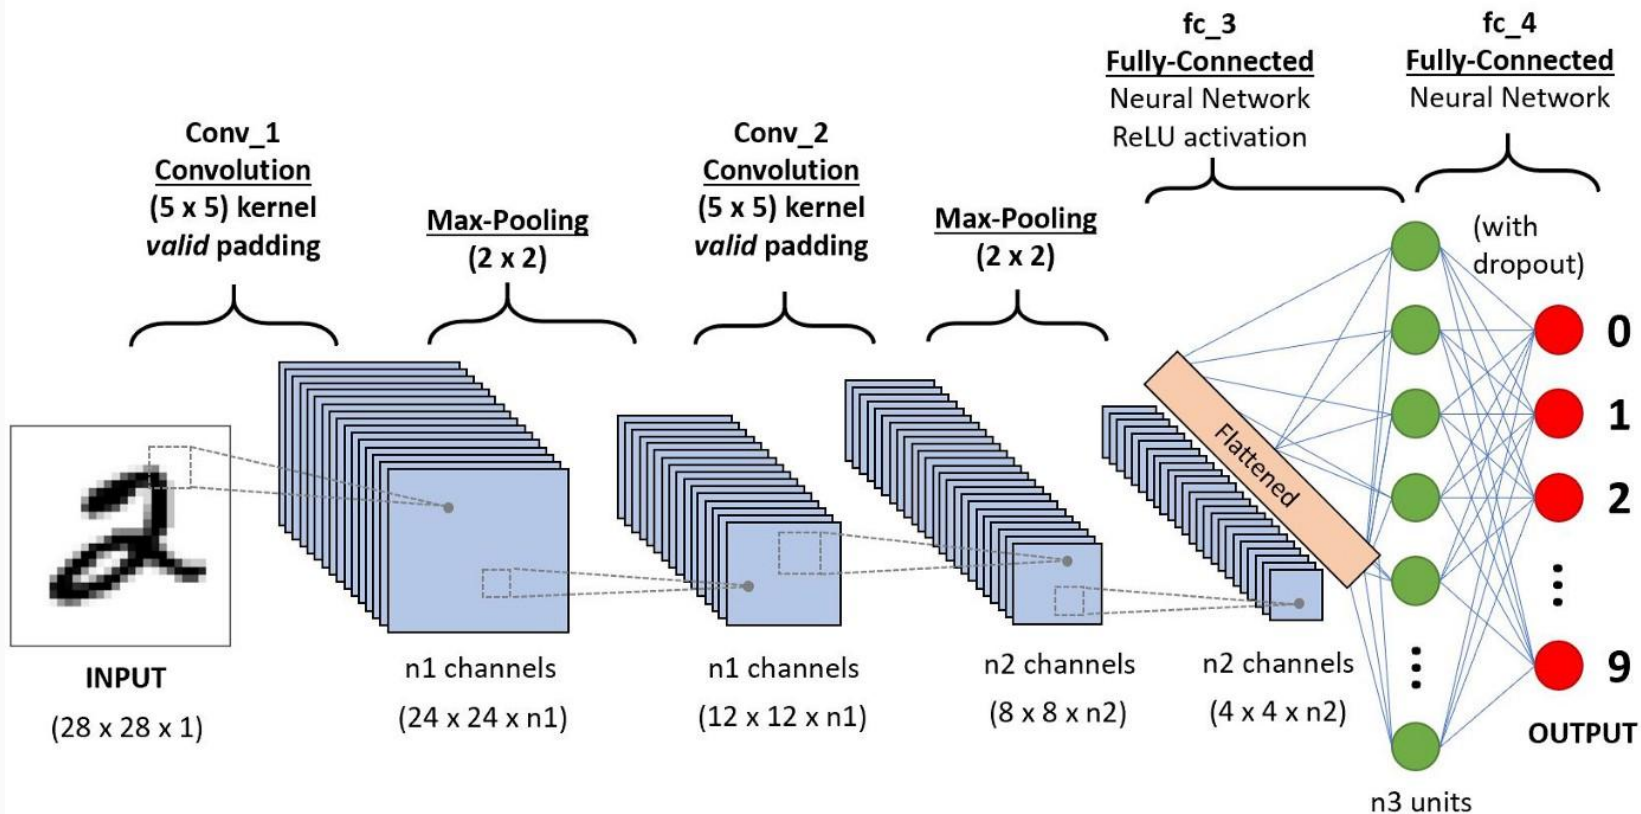 Conv_1
Convolution
(5 x 5) kernel
valid padding
Max-Pooling
(2 x 2)
Conv_2
Convolution
(5 x 5) kernel
valid padding
Max-Pooling
(2 x 2)
fc_3
Fully-Connected
Neural Network
ReLU activation
fc_4
Fully-Connected
Neural Network
(with
dropout)
Flattened
0
1
2
⋮
9
⋮
2
INPUT
(28 x 28 x 1)
n1 channels
(24 x 24 x n1)
n1 channels
(12 x 12 x n1)
n2 channels
(8 x 8 x n2)
n2 channels
(4 x 4 x n2)
OUTPUT
n3 units